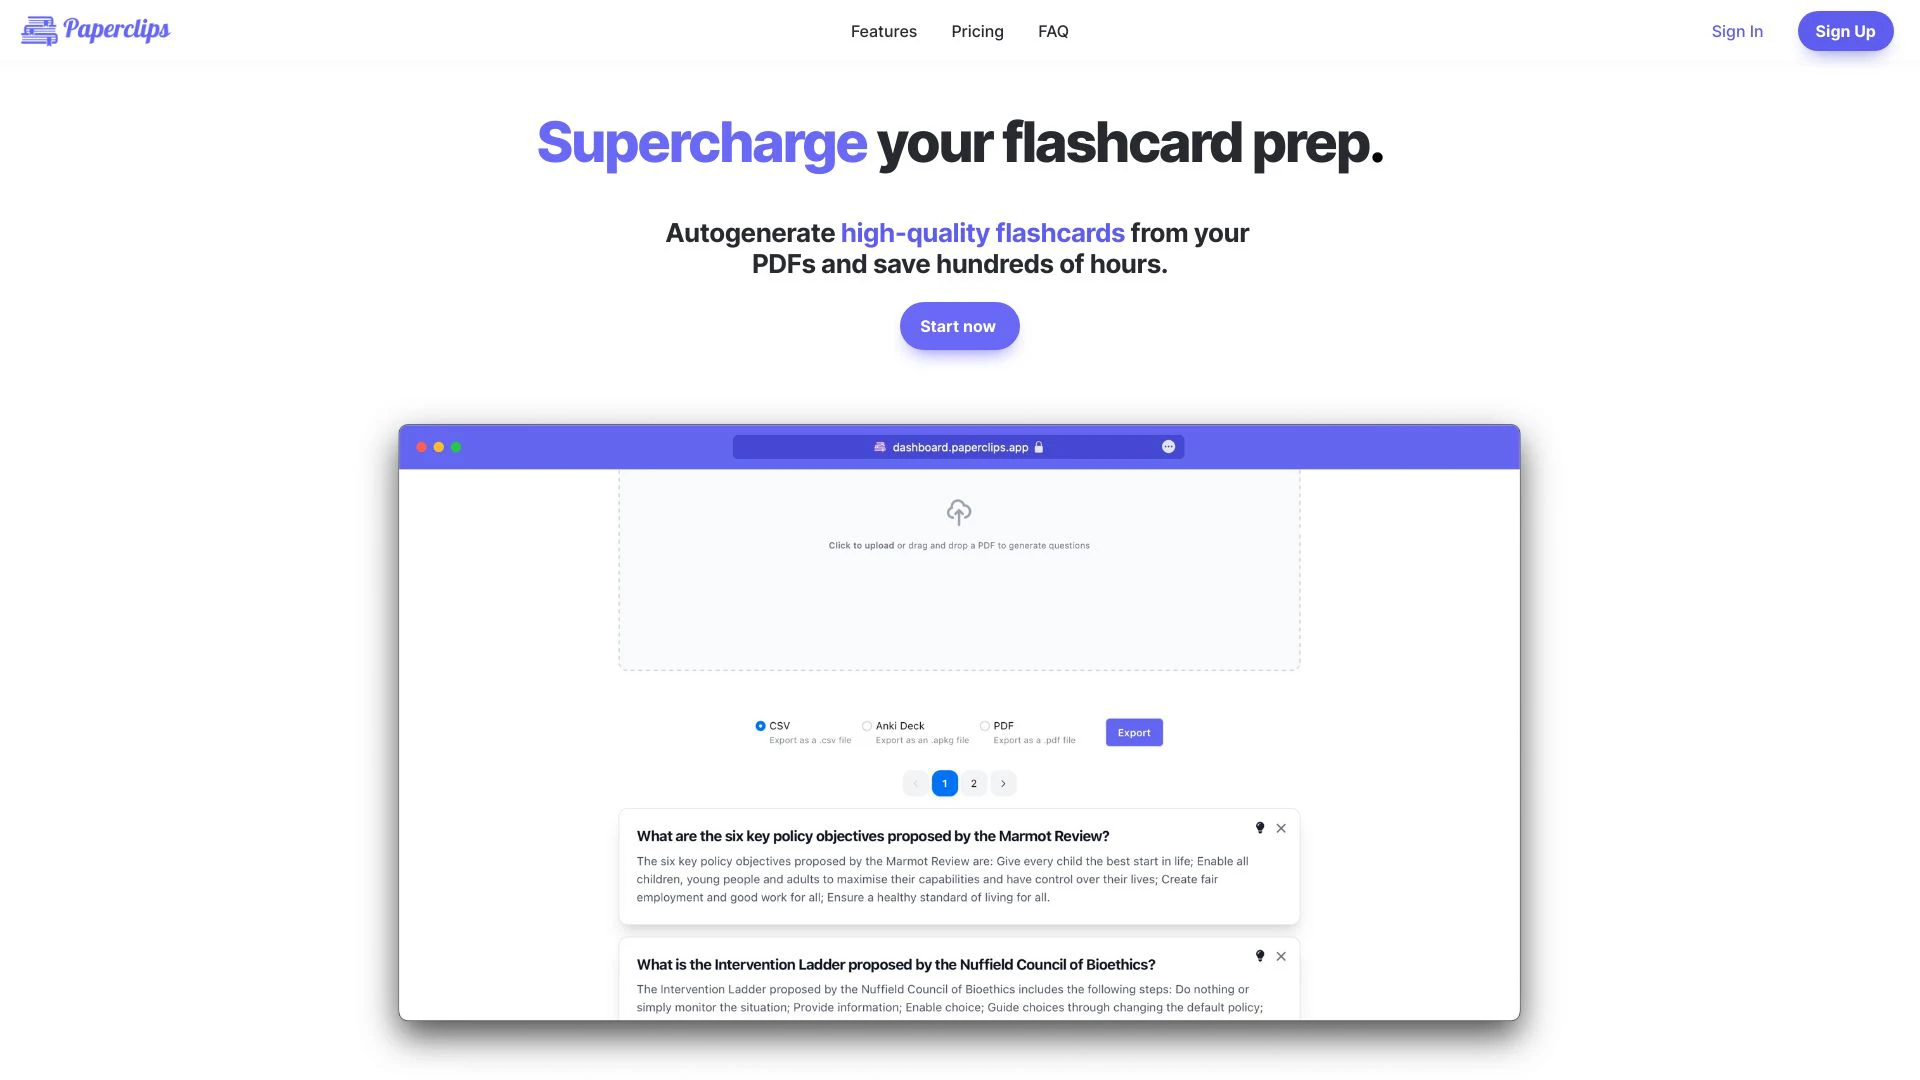 Paperclips
Features
Pricing
FAQ
Sign In
Sign Up
Supercharge your flashcard prep.
Autogenerate high-quality flashcards from your
PDFs and save hundreds of hours.
Start now
dashboard.paperclips.app
Click to upload or drag and drop a PDF to generate questions
CSV
Export as a .csv file
Anki Deck
Export as an .apkg file
PDF
Export as a .pdf file
Export
1
2
What are the six key policy objectives proposed by the Marmot Review?
The six key policy objectives proposed by the Marmot Review are: Give every child the best start in life; Enable all
children, young people and adults to maximise their capabilities and have control over their lives; Create fair
employment and good work for all; Ensure a healthy standard of living for all.
What is the Intervention Ladder proposed by the Nuffield Council of Bioethics?
The Intervention Ladder proposed by the Nuffield Council of Bioethics includes the following steps: Do nothing or
simply monitor the situation; Provide information; Enable choice; Guide choices through changing the default policy;